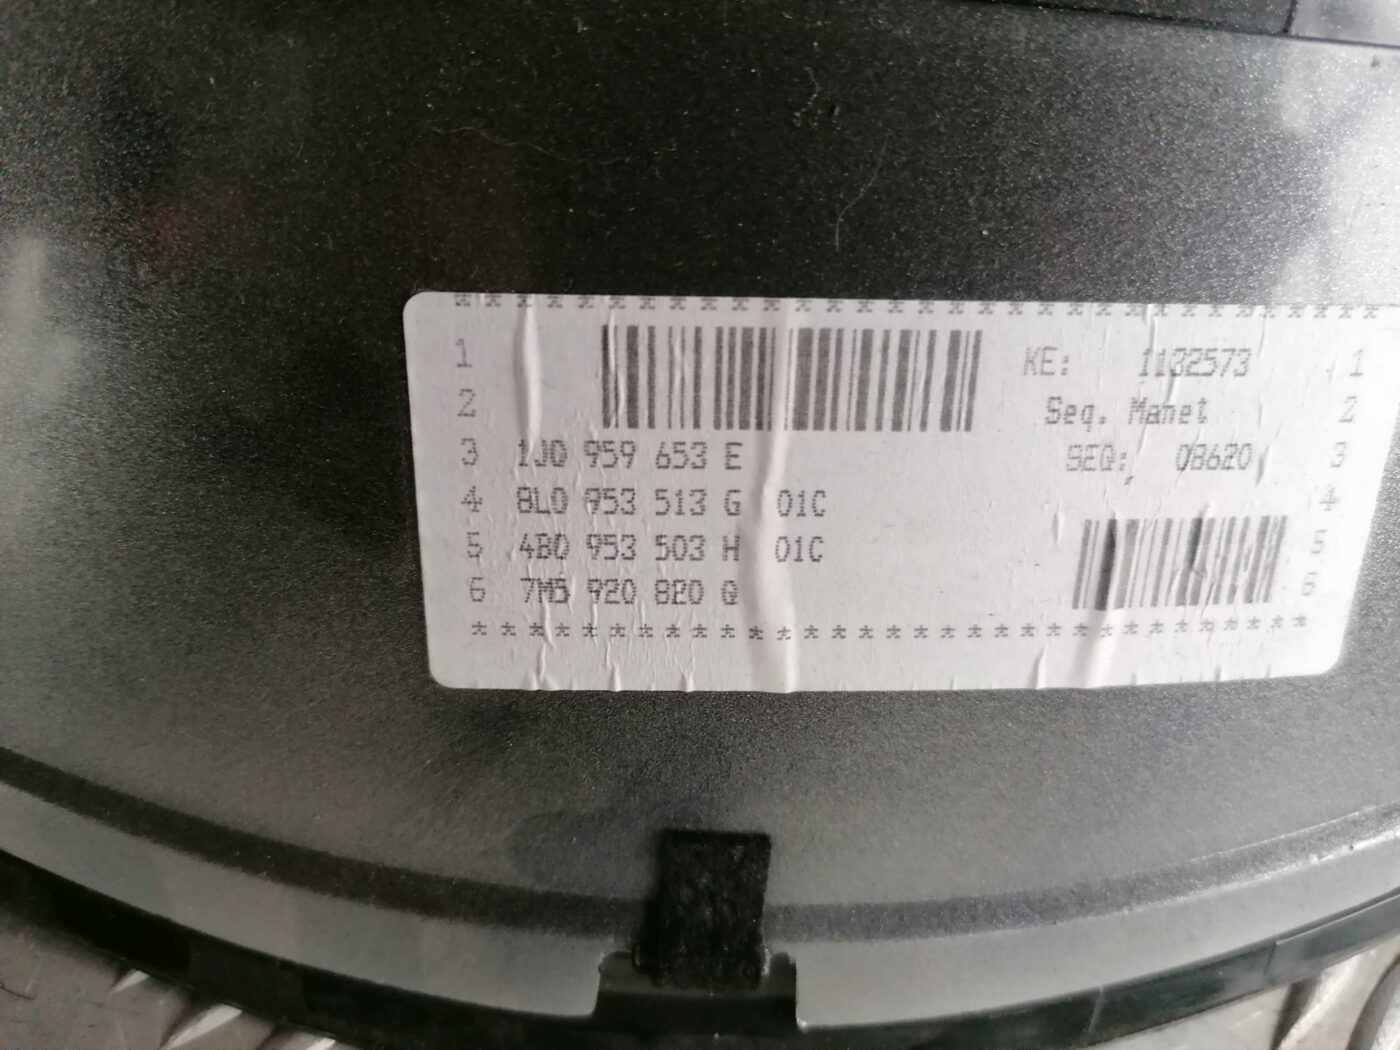 * * * * * * * * * * * * * * * * * * * * * * * * * * * * * * *
1 KE: 1132573 1
2 Seq. Manet 2
3 1J0 959 653 E SEQ: 08620 3
4 8L0 953 513 G 01C 4
5 4B0 953 503 H 01C 5
6 7M5 920 820 Q 6
* * * * * * * * * * * * * * * * * * * * * * * * * * * * * * *